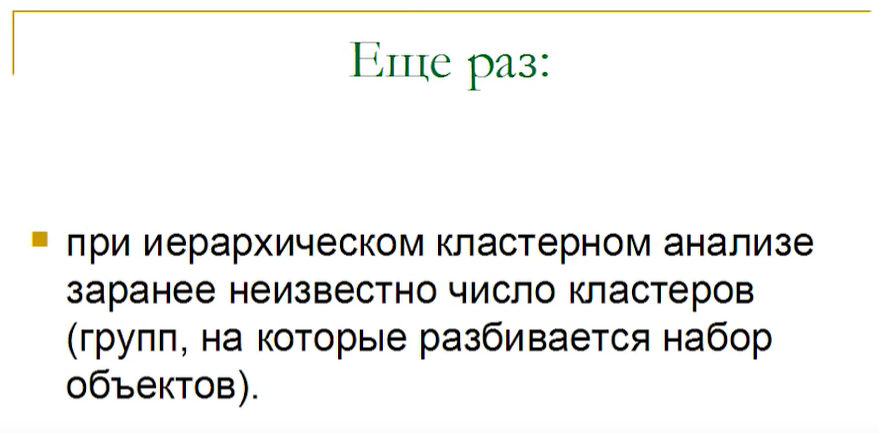 Еще раз:
при иерархическом кластерном анализе
заранее неизвестно число кластеров
(групп, на которые разбивается набор
объектов).